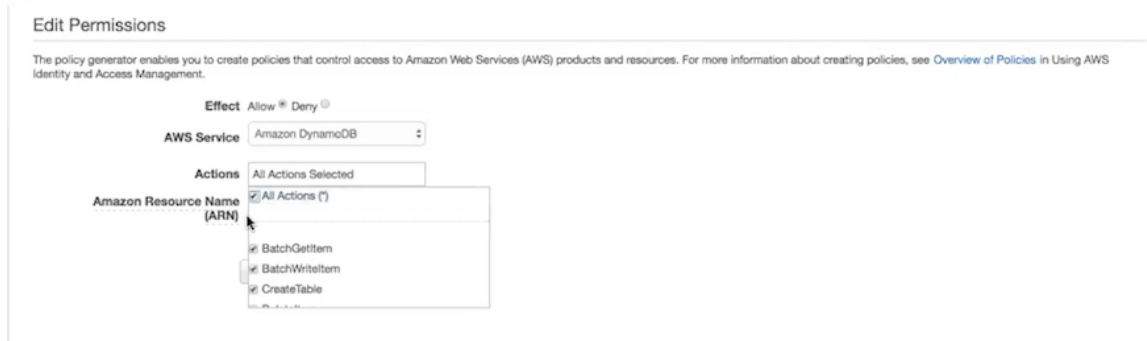 Edit Permissions
The policy generator enables you to create policies that control access to Amazon Web Services (AWS) products and resources. For more information about creating policies, see Overview of Policies in Using AWS
Identity and Access Management.
Effect Allow Deny
AWS Service Amazon DynamoDB
Actions All Actions Selected
All Actions (*)
Amazon Resource Name
(ARN)
BatchGetItem
BatchWriteItem
CreateTable